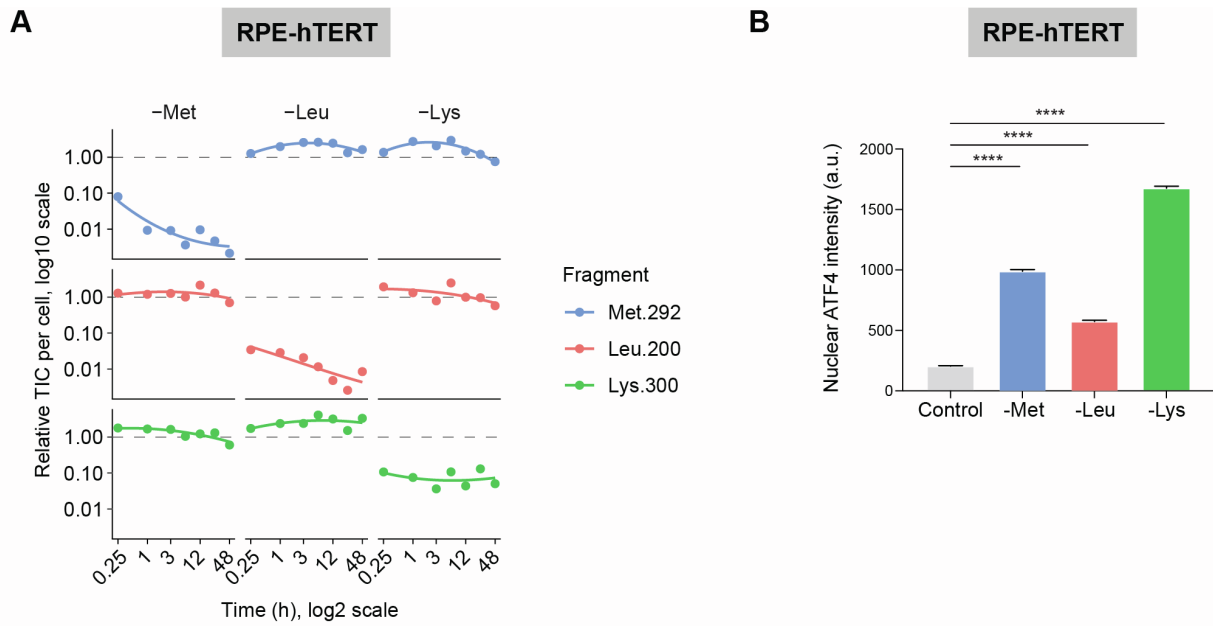 A
RPE-hTERT
−Met
−Leu
−Lys
Relative TIC per cell, log10 scale
1.00
0.10
0.01
1.00
0.10
0.01
1.00
0.10
0.01
0.25
1
3
12
48
0.25
1
3
12
48
0.25
1
3
12
48
Time (h), log2 scale
Fragment
Met.292
Leu.200
Lys.300
B
RPE-hTERT
****
****
****
Nuclear ATF4 intensity (a.u.)
2000
1500
1000
500
0
Control
-Met
-Leu
-Lys